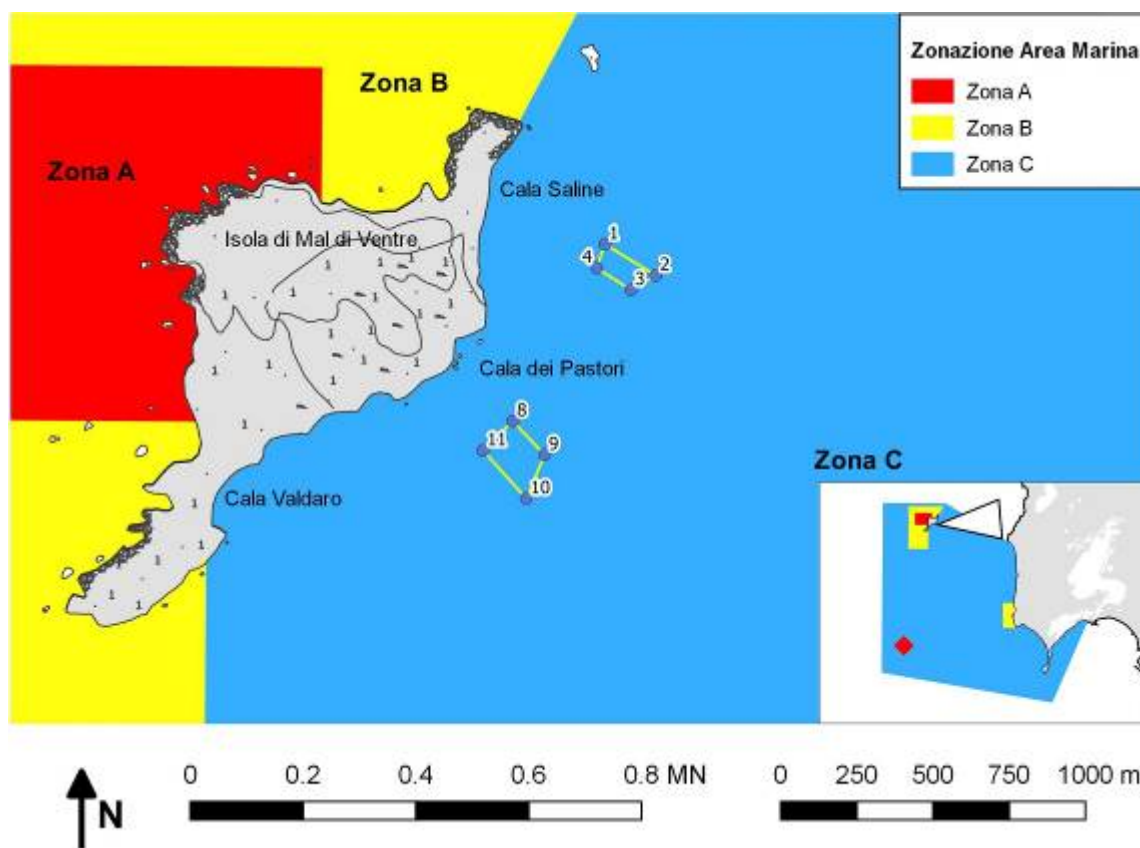 Zonazione Area Marina
Zona A
Zona B
Zona C
Zona B
Zona A
Cala Saline
Isola di Mal di Ventre
1
2
3
4
Cala dei Pastori
8
9
10
11
Cala Valdaro
Zona C
0 0.2 0.4 0.6 0.8 MN
0 250 500 750 1000 m
N